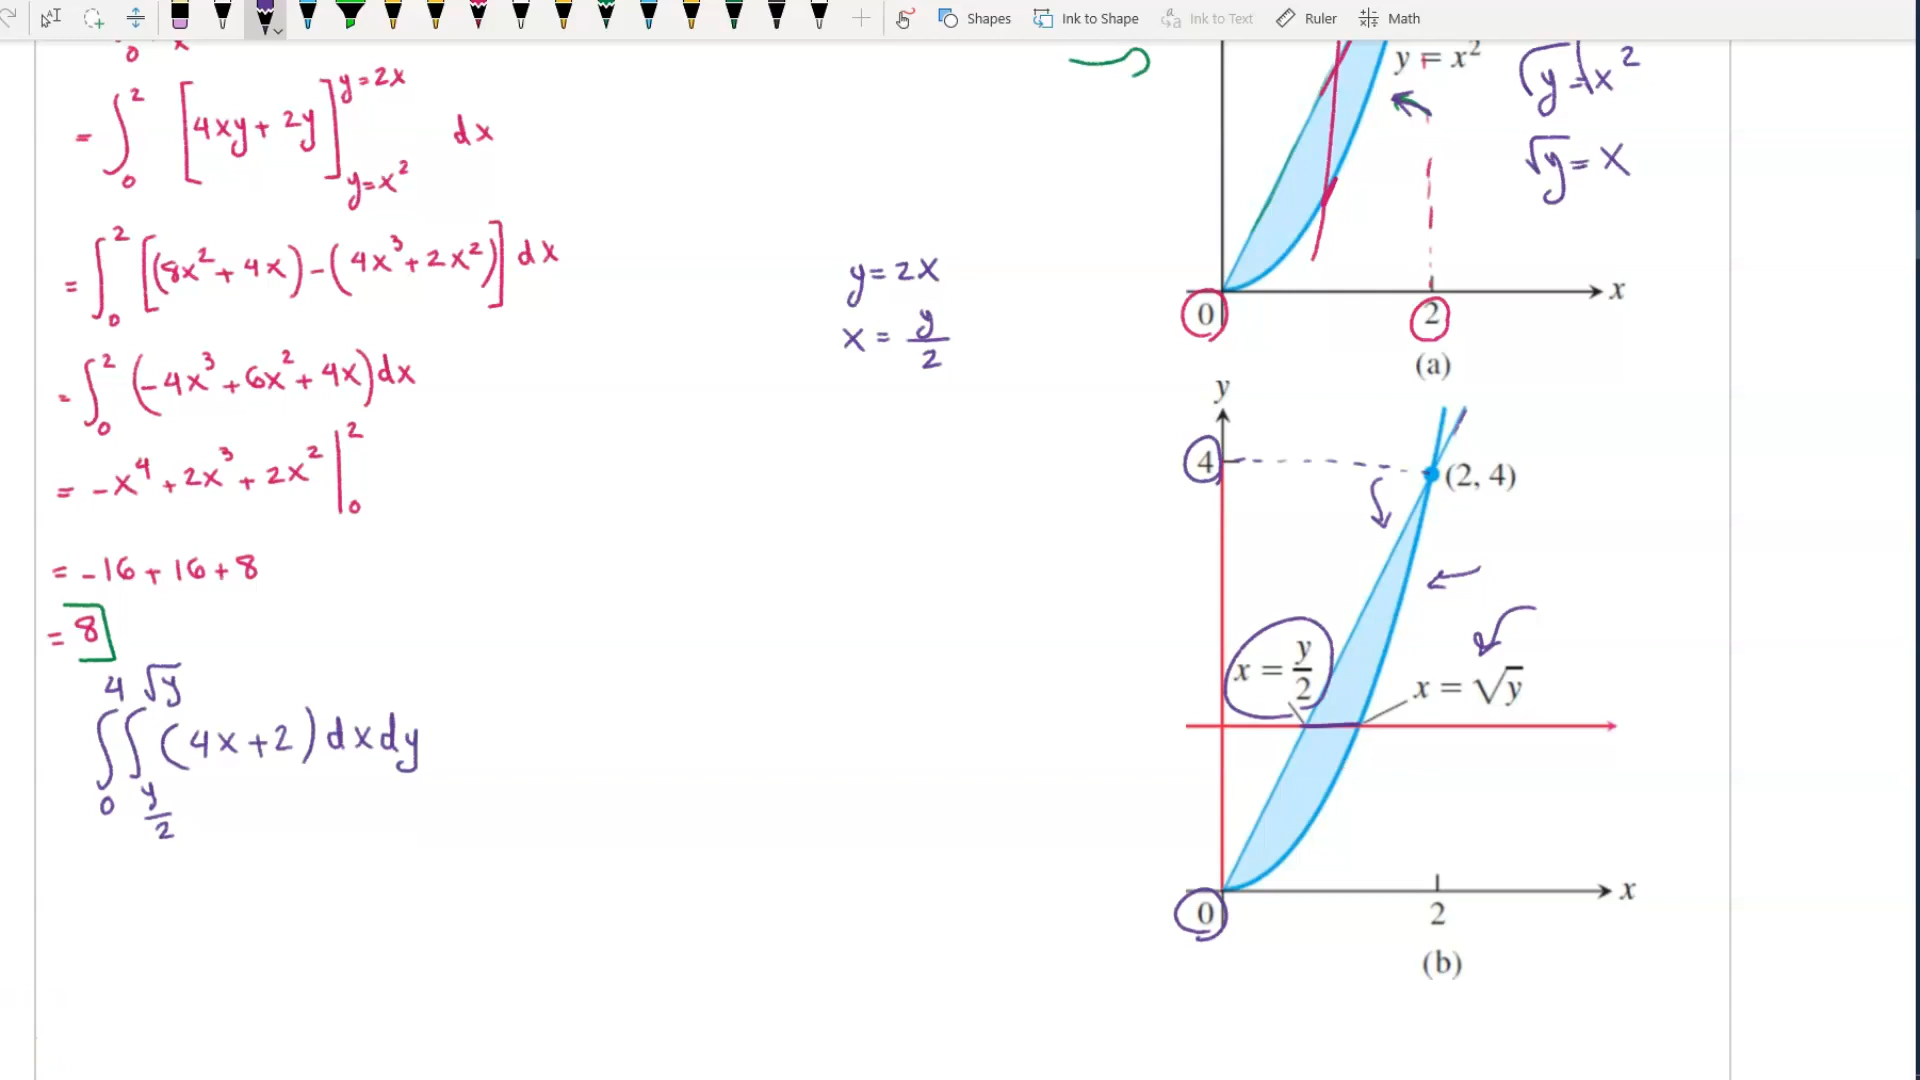 Shapes Ink to Shape Ink to Text Ruler Math
0 x
= ∫₀² [4xy + 2y]_{y=x²}^{y=2x} dx
= ∫₀² [(8x² + 4x) - (4x³ + 2x²)] dx
= ∫₀² (-4x³ + 6x² + 4x) dx
= -x⁴ + 2x³ + 2x² |₀²
= -16 + 16 + 8
= 8
∫₀⁴ ∫_{y/2}^{√y} (4x + 2) dx dy
y = 2x
x = y/2
y = x²
√y = x²
√y = x
0 2 x
(a)
y
4
(2, 4)
x = y/2
x = √y
0 2 x
(b)